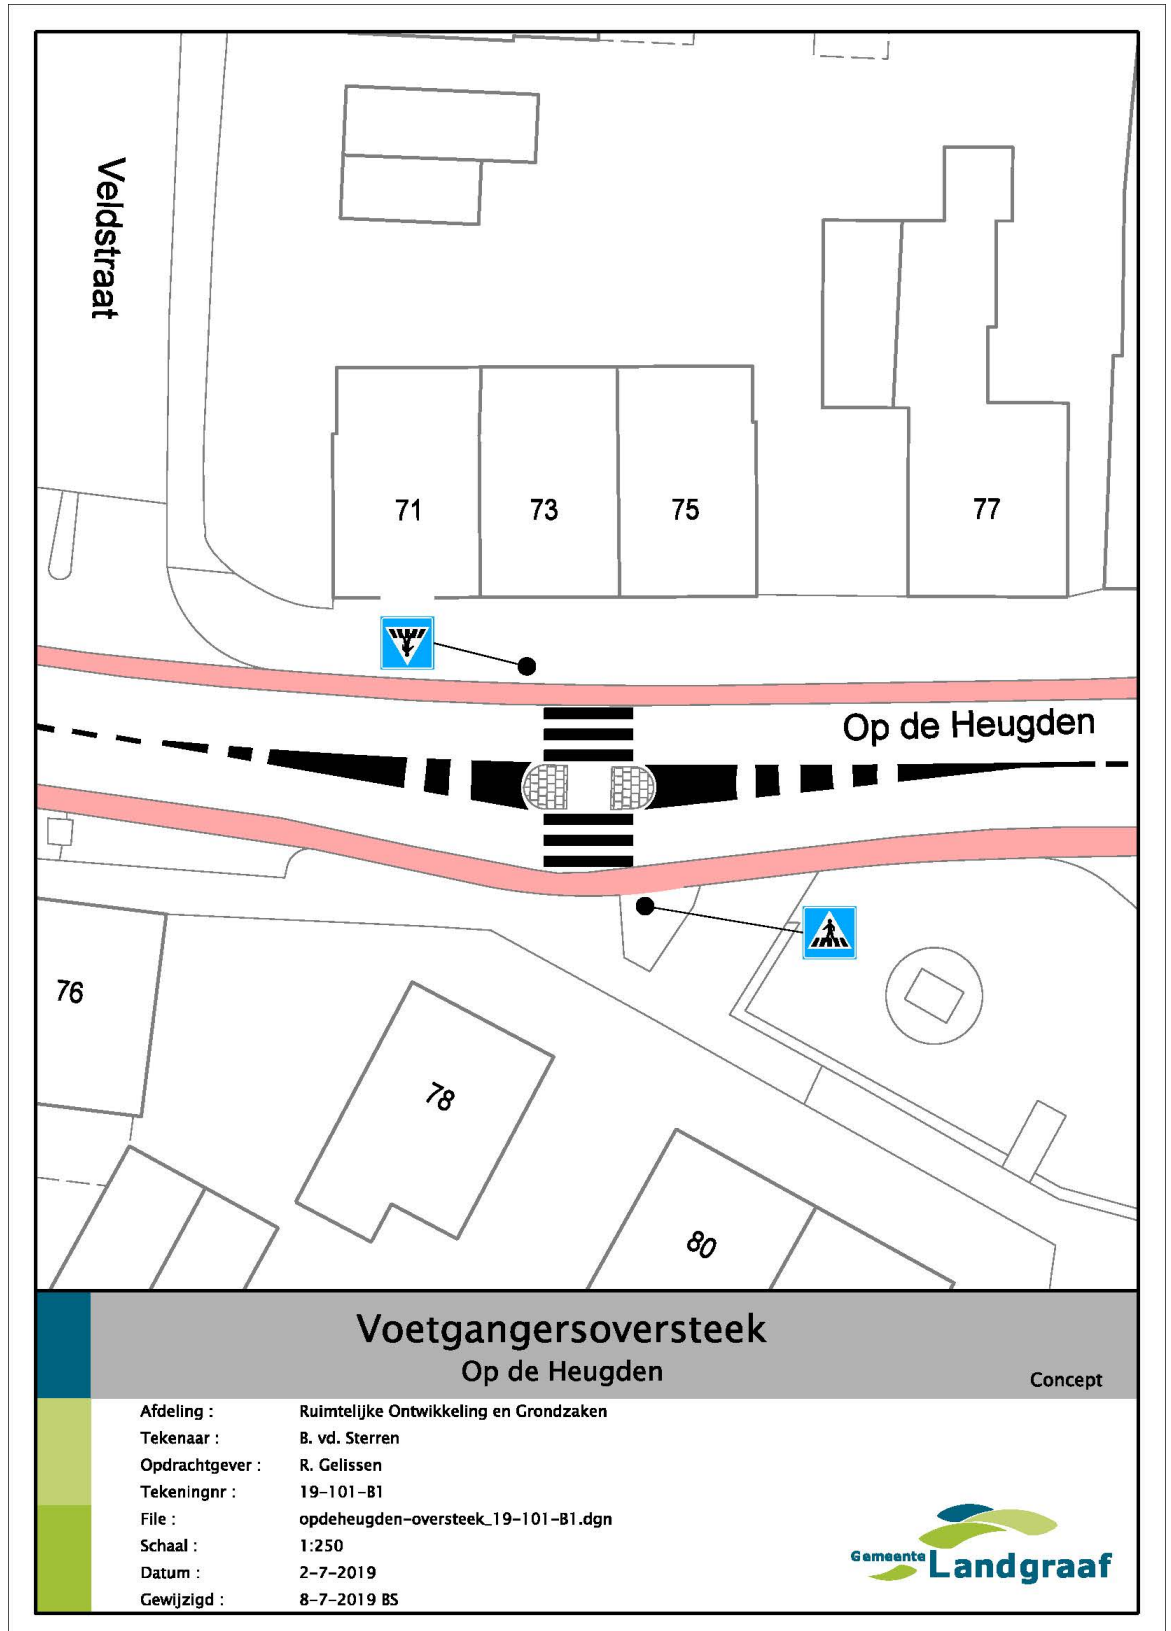 Veldstraat
71
73
75
77
Op de Heugden
76
78
80
Voetgangersoversteek
Op de Heugden
Concept
Afdeling : Ruimtelijke Ontwikkeling en Grondzaken
Tekenaar : B. vd. Sterren
Opdrachtgever : R. Gelissen
Tekeningnr : 19-101-B1
File : opdeheugden-oversteek_19-101-B1.dgn
Schaal : 1:250
Datum : 2-7-2019
Gewijzigd : 8-7-2019 BS
Gemeente Landgraaf